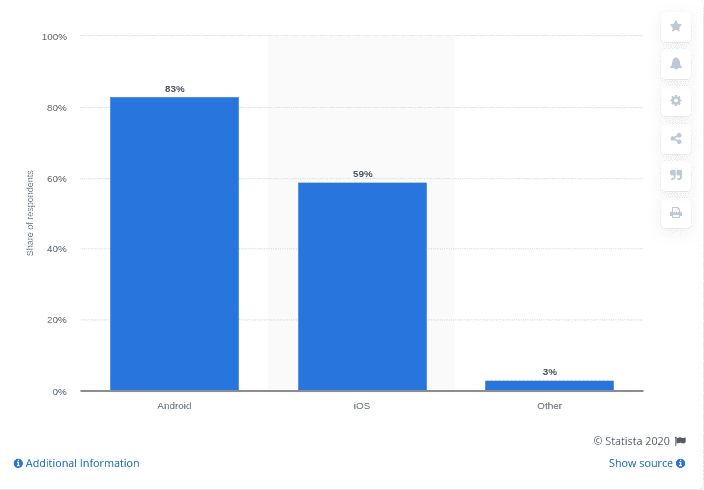 100%
80%
60%
40%
20%
0%
Share of respondents
83%
59%
3%
Android
iOS
Other
© Statista 2020
Additional Information
Show source